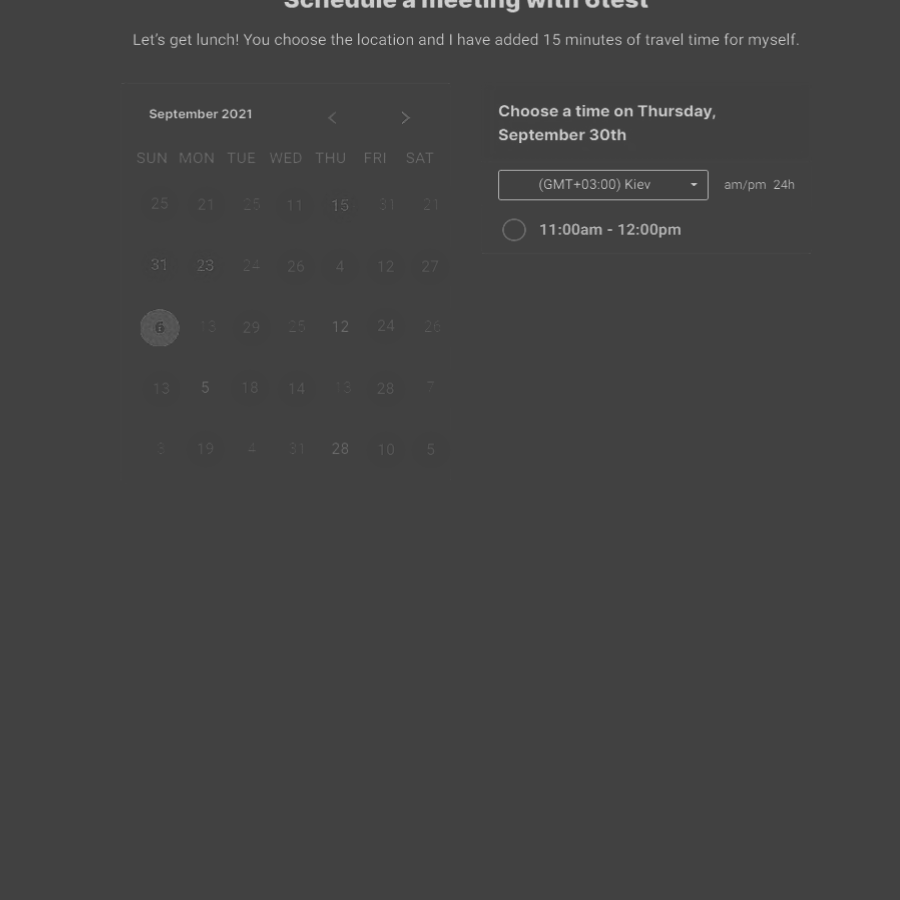 Schedule a meeting with 6test
Let's get lunch! You choose the location and I have added 15 minutes of travel time for myself.
September 2021
SUN MON TUE WED THU FRI SAT
25 21 25 11 15 31 21
31 23 24 26 4 12 27
6 13 29 25 12 24 26
13 5 18 14 13 28 7
3 19 4 31 28 10 5
Choose a time on Thursday,
September 30th
(GMT+03:00) Kiev am/pm 24h
11:00am - 12:00pm